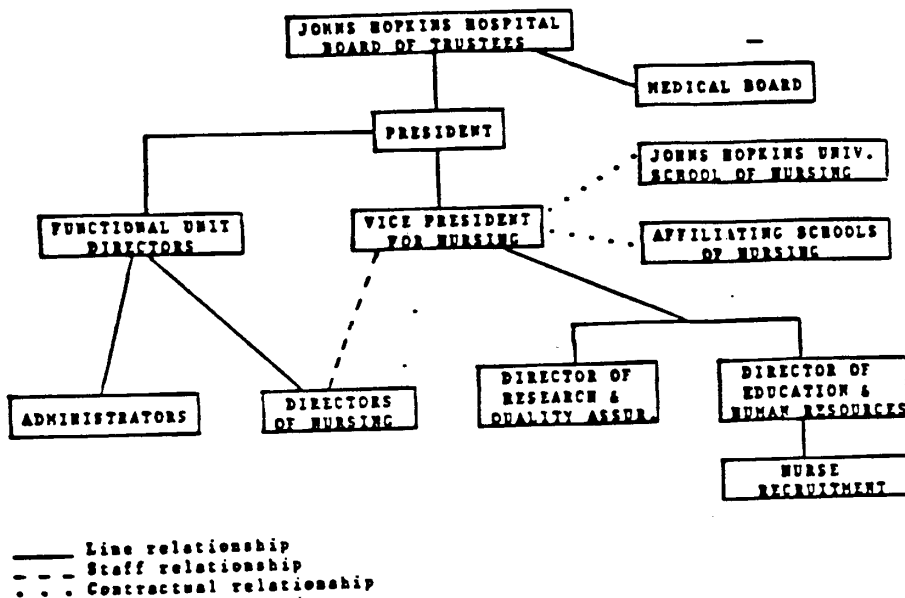 JOHNS HOPKINS HOSPITAL
BOARD OF TRUSTEES
MEDICAL BOARD
PRESIDENT
JOHNS HOPKINS UNIV.
SCHOOL OF NURSING
FUNCTIONAL UNIT
DIRECTORS
VICE PRESIDENT
FOR NURSING
AFFILIATING SCHOOLS
OF NURSING
ADMINISTRATORS
DIRECTORS
OF NURSING
DIRECTOR OF
RESEARCH &
QUALITY ASSUR.
DIRECTOR OF
EDUCATION &
HUMAN RESOURCES
NURSE
RECRUITMENT
Line relationship
Staff relationship
Contractual relationship